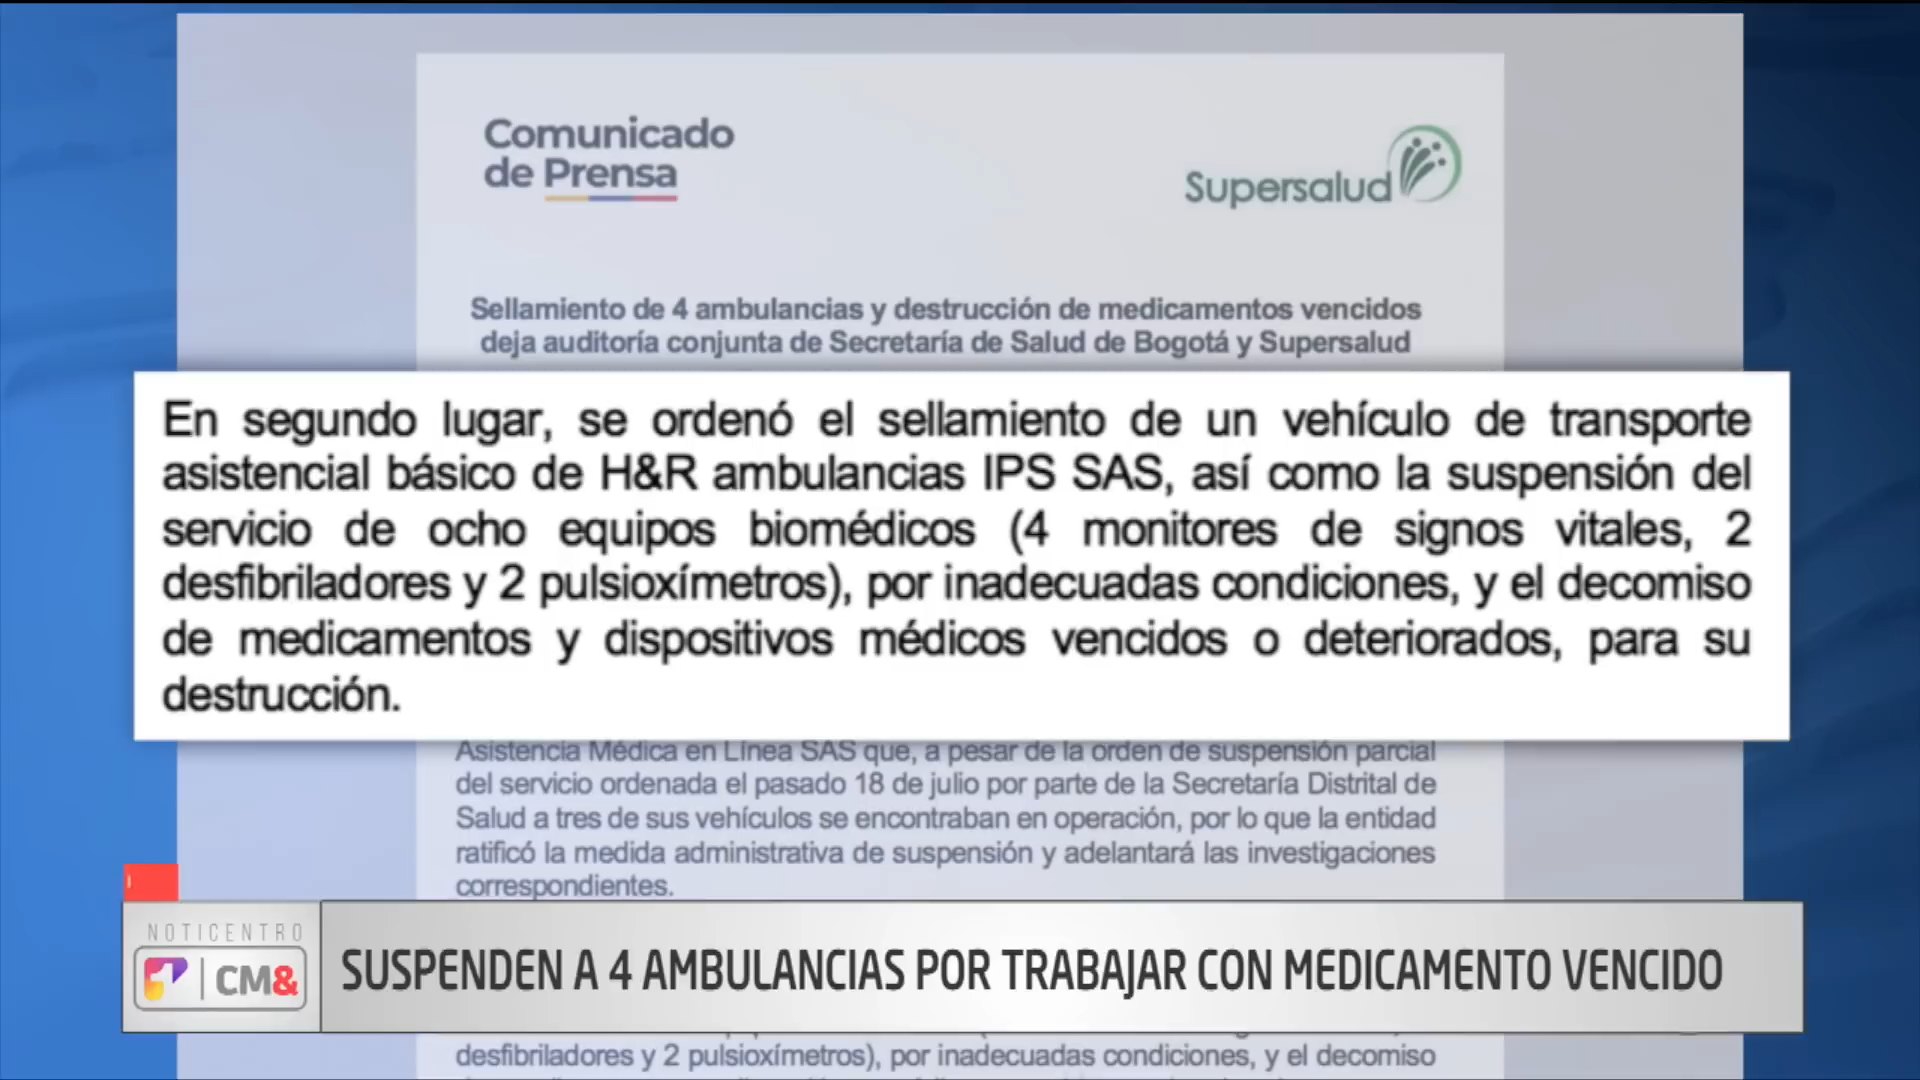 Comunicado
de Prensa
Supersalud
Sellamiento de 4 ambulancias y destrucción de medicamentos vencidos
deja auditoría conjunta de Secretaría de Salud de Bogotá y Supersalud
En segundo lugar, se ordenó el sellamiento de un vehículo de transporte
asistencial básico de H&R ambulancias IPS SAS, así como la suspensión del
servicio de ocho equipos biomédicos (4 monitores de signos vitales, 2
desfibriladores y 2 pulsioxímetros), por inadecuadas condiciones, y el decomiso
de medicamentos y dispositivos médicos vencidos o deteriorados, para su
destrucción.
Asistencia Médica en Línea SAS que, a pesar de la orden de suspensión parcial
del servicio ordenada el pasado 18 de julio por parte de la Secretaría Distrital de
Salud a tres de sus vehículos se encontraban en operación, por lo que la entidad
ratificó la medida administrativa de suspensión y adelantará las investigaciones
correspondientes.
NOTICENTRO
1 | CM&
SUSPENDEN A 4 AMBULANCIAS POR TRABAJAR CON MEDICAMENTO VENCIDO
desfibriladores y 2 pulsioxímetros), por inadecuadas condiciones, y el decomiso